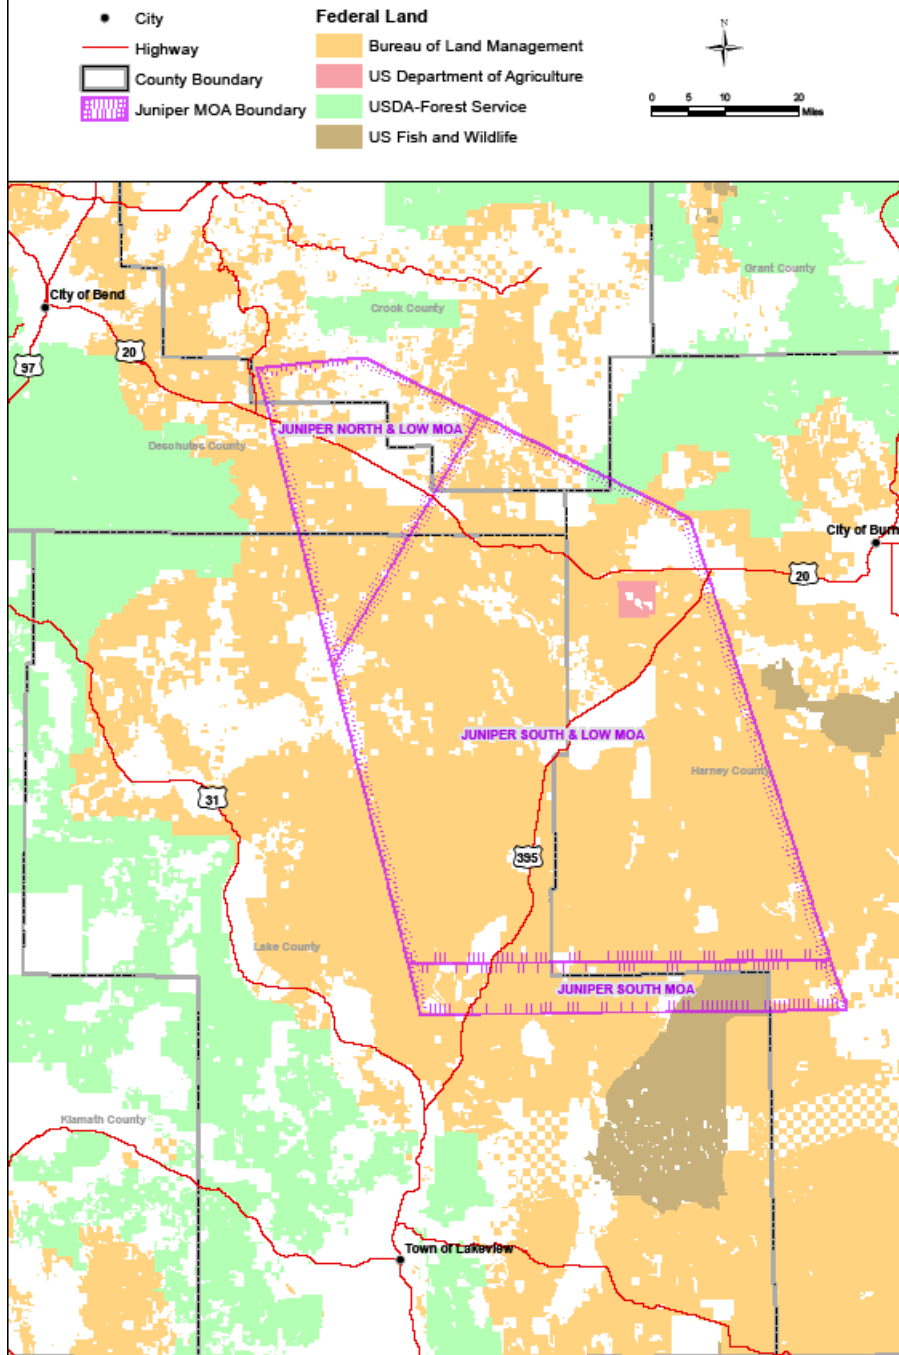 City
Highway
County Boundary
Juniper MOA Boundary
Federal Land
Bureau of Land Management
US Department of Agriculture
USDA-Forest Service
US Fish and Wildlife
N
0 5 10 20
Miles
Grant County
City of Bend
Crook County
20
97
JUNIPER NORTH & LOW MOA
Deschutes County
City of Burn
20
JUNIPER SOUTH & LOW MOA
Harney County
31
395
Lake County
JUNIPER SOUTH MOA
Klamath County
Town of Lakeview